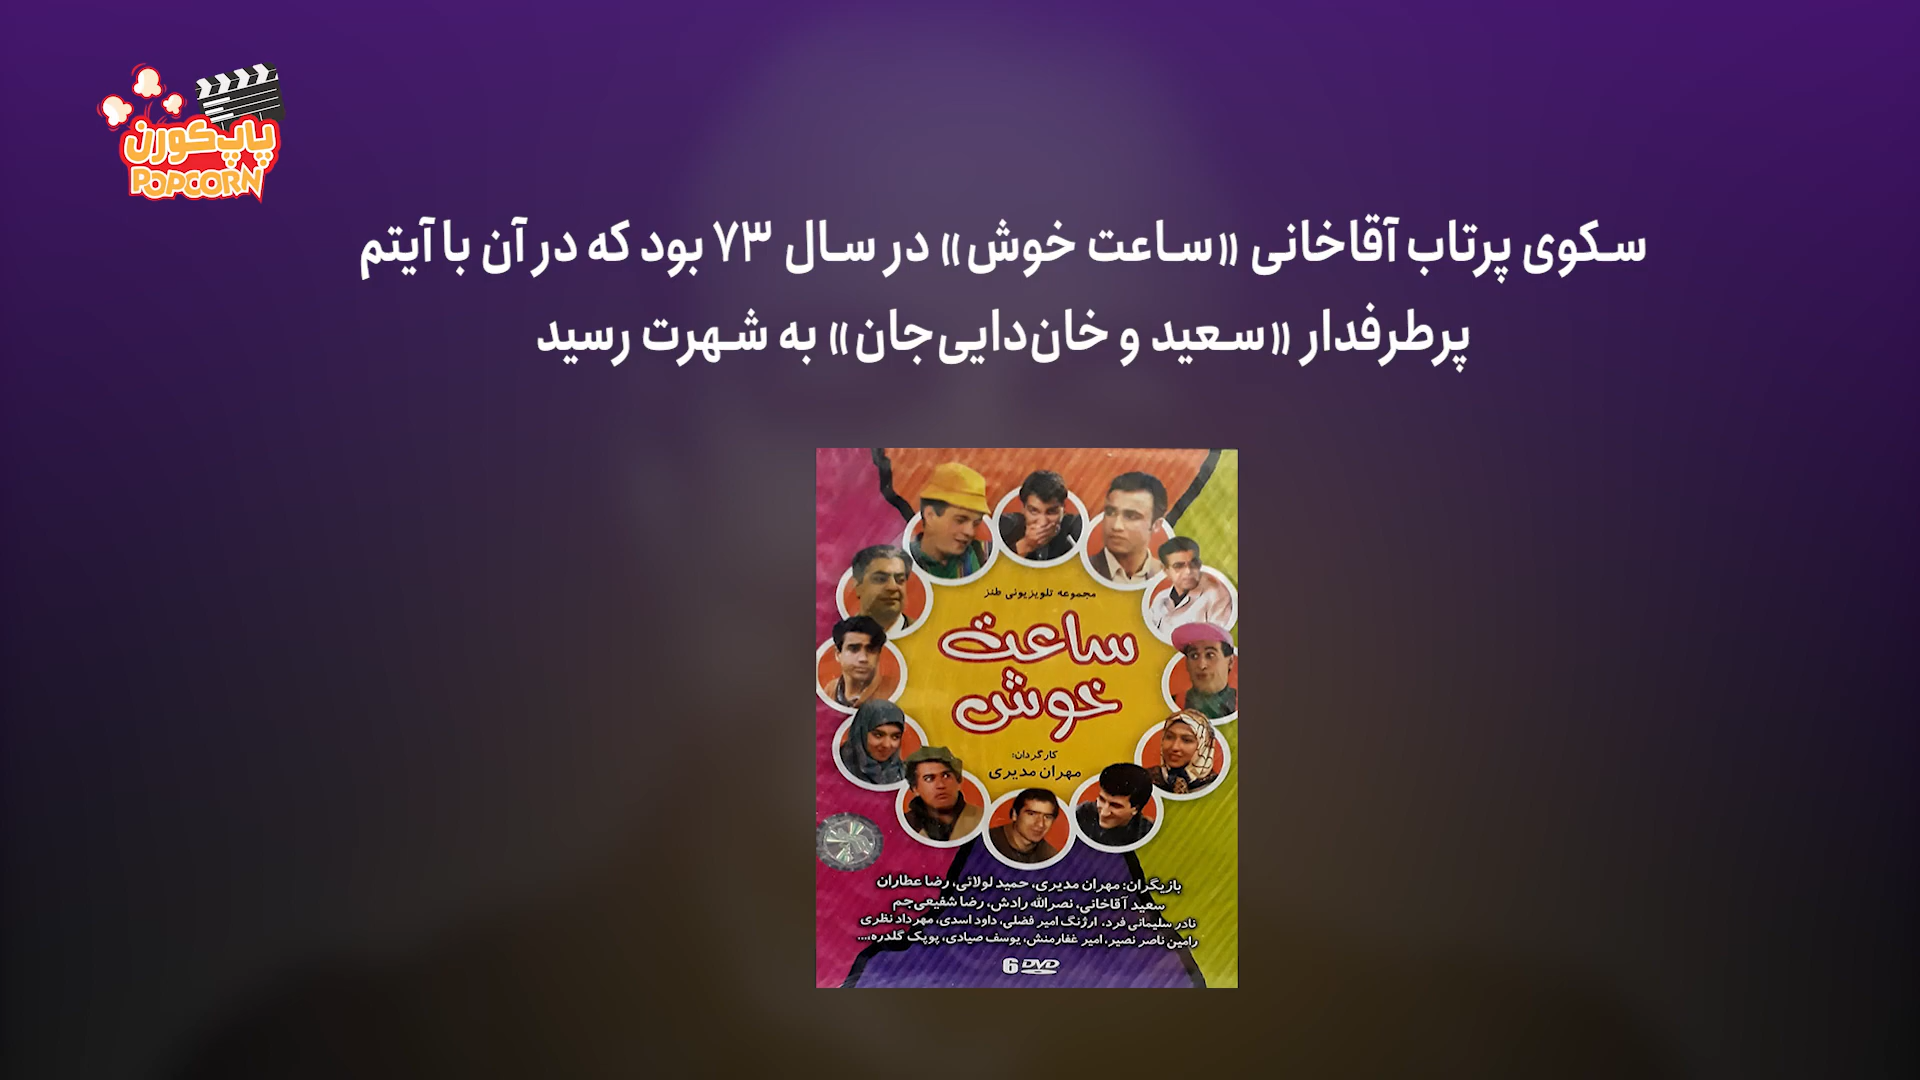 پاپ‌کورن
POPCORN
سکوی پرتاب آقاخانی «ساعت خوش» در سال ۷۳ بود که در آن با آیتم
پرطرفدار «سعید و خان‌دایی‌جان» به شهرت رسید
مجموعه تلویزیونی طنز
ساعت
خوش
کارگردان:
مهران مدیری
بازیگران: مهران مدیری، حمید لولائی، رضا عطاران
سعید آقاخانی، نصرالله رادش، رضا شفیعی‌جم
نادر سلیمانی فرد، ارژنگ امیر فضلی، داود اسدی، مهرداد نظری
رامین ناصر نصیر، امیر غفارمنش، یوسف صیادی، پوپک گلدره،...
6 DVD